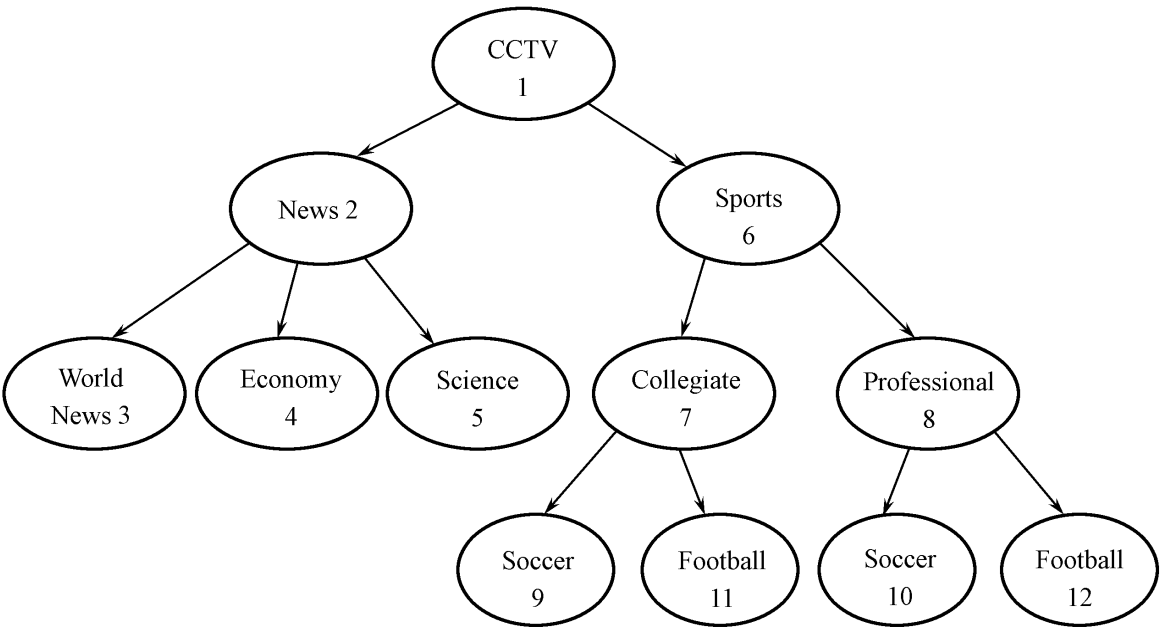 CCTV
1
News 2
Sports
6
World
News 3
Economy
4
Science
5
Collegiate
7
Professional
8
Soccer
9
Football
11
Soccer
10
Football
12